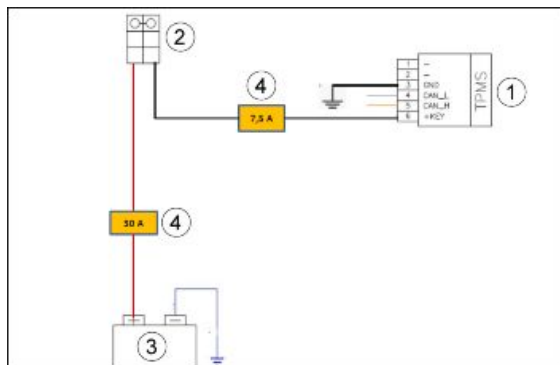 2
4
7,5 A
1 –
2 –
3 GND
4 CAN_L
5 CAN_H
6 +KEY
TPMS
1
30 A
4
3